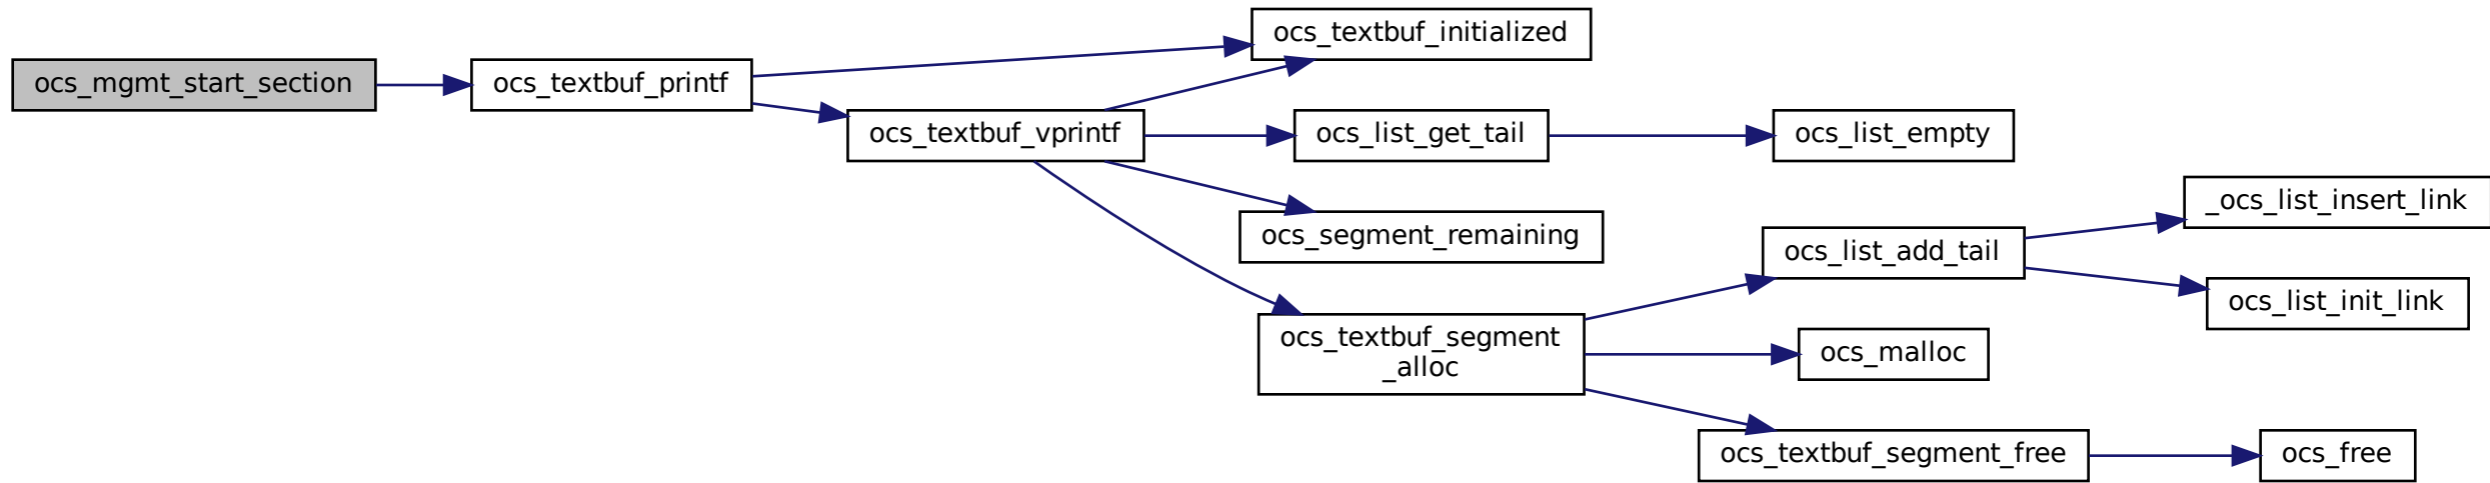 ocs_mgmt_start_section
ocs_textbuf_printf
ocs_textbuf_initialized
ocs_textbuf_vprintf
ocs_list_get_tail
ocs_list_empty
ocs_segment_remaining
ocs_textbuf_segment
_alloc
ocs_list_add_tail
_ocs_list_insert_link
ocs_list_init_link
ocs_malloc
ocs_textbuf_segment_free
ocs_free